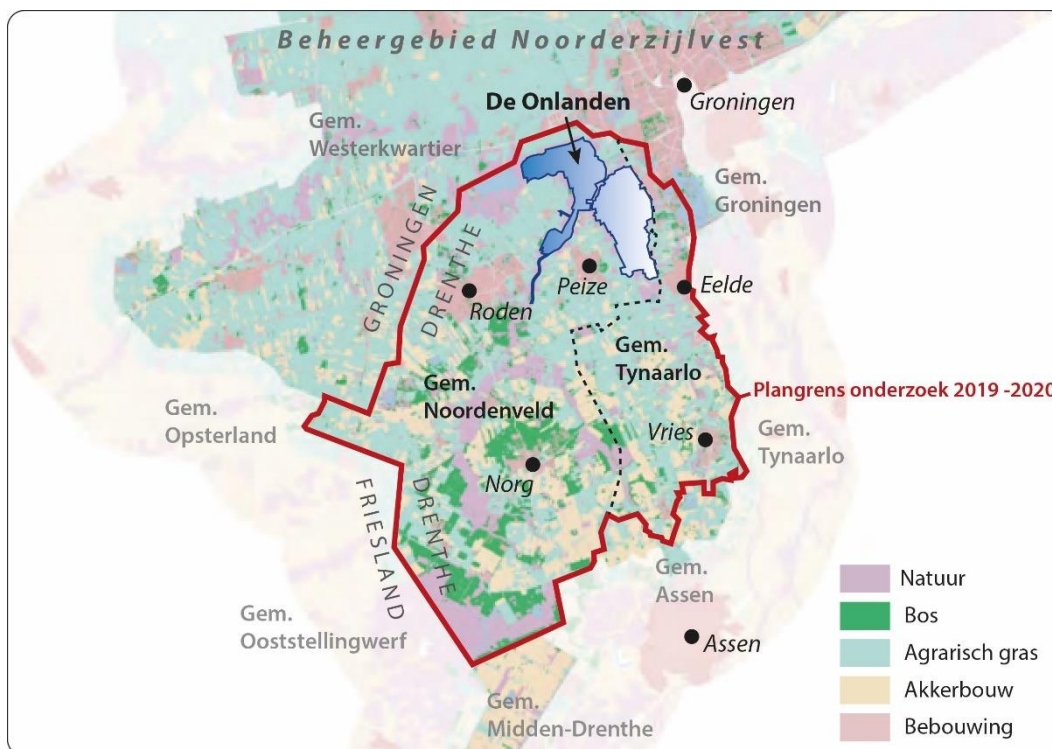 Beheergebied Noorderzijlvest
De Onlanden
Groningen
Gem.
Westerkwartier
Gem.
Groningen
GRONINGEN
DRENTHE
Peize
Eelde
Roden
Gem.
Tynaarlo
Gem.
Noordenveld
Plangrens onderzoek 2019 -2020
Gem.
Opsterland
Vries
Gem.
Tynaarlo
Norg
FRIESLAND
DRENTHE
Gem.
Assen
Gem.
Ooststellingwerf
Assen
Gem.
Midden-Drenthe
Natuur
Bos
Agrarisch gras
Akkerbouw
Bebouwing